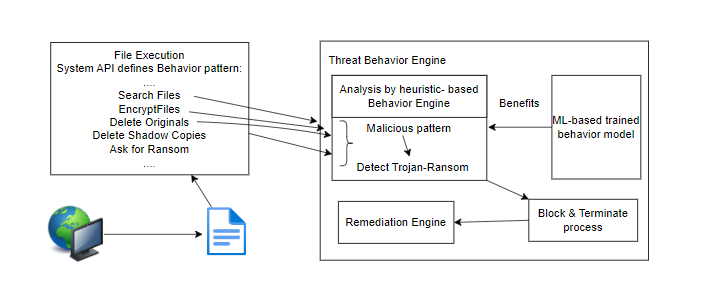 File Execution
System API defines Behavior pattern:
....
Search Files
EncryptFiles
Delete Originals
Delete Shadow Copies
Ask for Ransom
....
Threat Behavior Engine
Analysis by heuristic- based
Behavior Engine
Malicious pattern
Detect Trojan-Ransom
Benefits
ML-based trained
behavior model
Remediation Engine
Block & Terminate
process